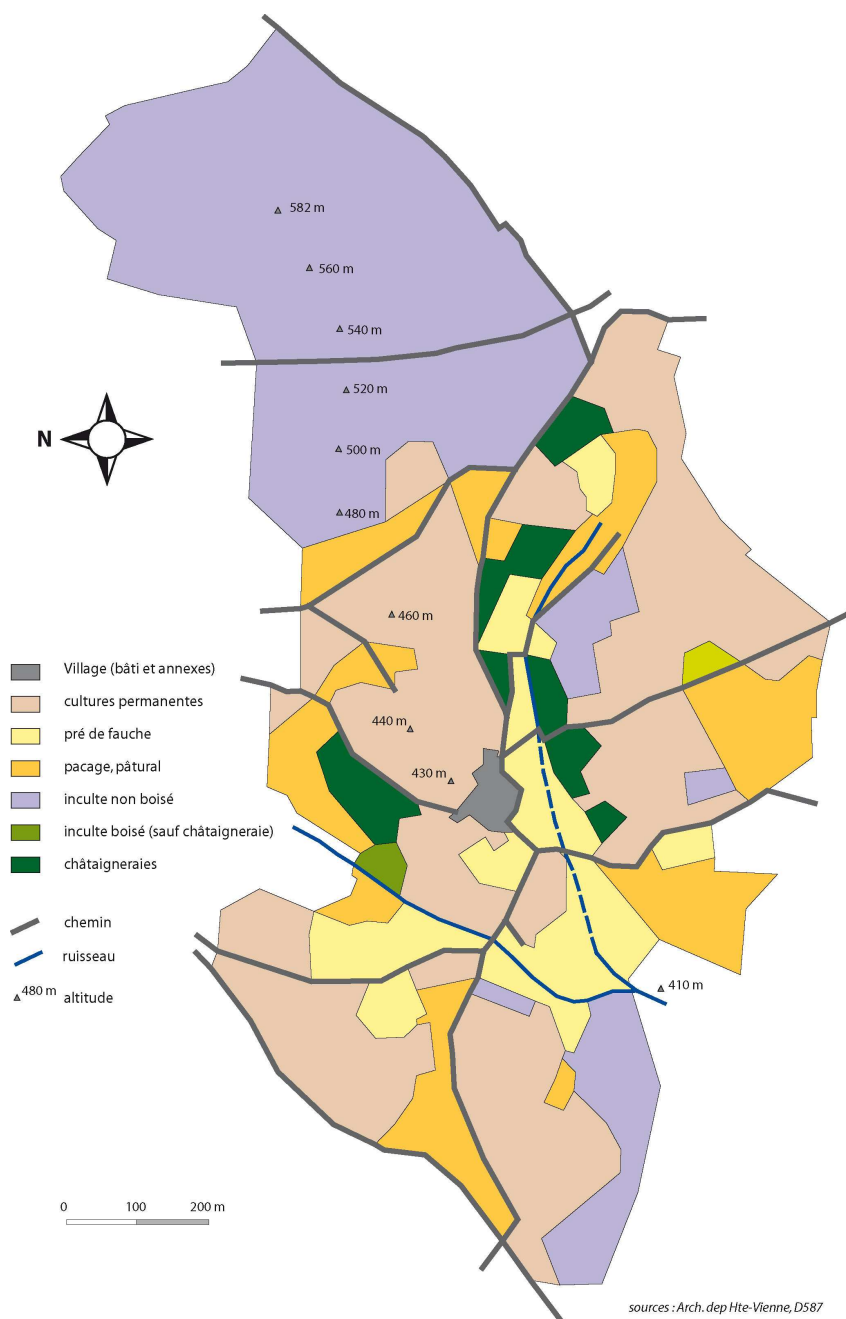 582 m
560 m
540 m
520 m
N
500 m
480 m
460 m
Village (bâti et annexes)
cultures permanentes
440 m
pré de fauche
pacage, pâtural
430 m
inculte non boisé
inculte boisé (sauf châtaigneraie)
châtaigneraies
chemin
ruisseau
480 m altitude
410 m
0 100 200 m
sources : Arch. dep Hte-Vienne, D587